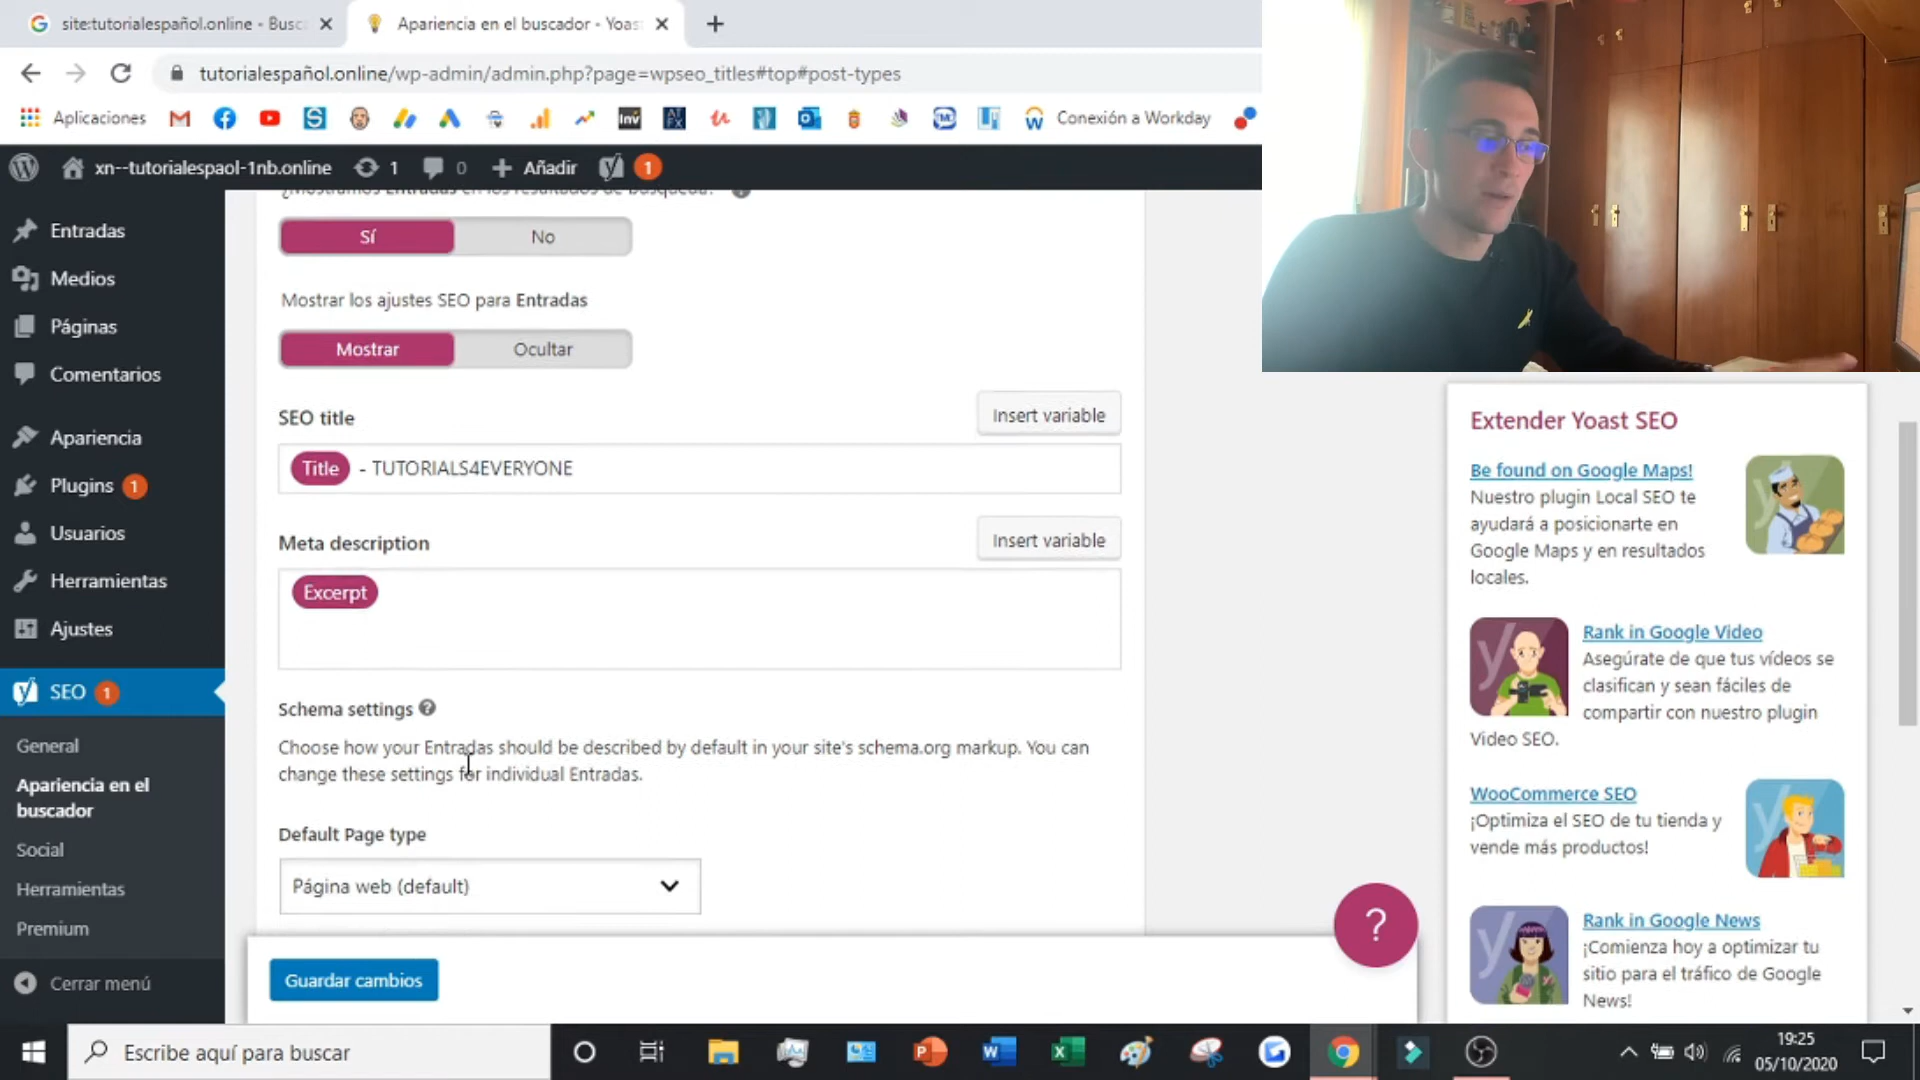 site:tutorialespañol.online - Busc
Apariencia en el buscador - Yoas
tutorialespañol.online/wp-admin/admin.php?page=wpseo_titles#top#post-types
Aplicaciones
Conexión a Workday
xn--tutorialespaol-1nb.online
1
0
Añadir
1
Entradas
Medios
Páginas
Comentarios
Apariencia
Plugins 1
Usuarios
Herramientas
Ajustes
SEO 1
General
Apariencia en el
buscador
Social
Herramientas
Premium
Cerrar menú
¿Mostramos Entradas en los resultados de búsqueda?
Sí
No
Mostrar los ajustes SEO para Entradas
Mostrar
Ocultar
SEO title
Insert variable
Title - TUTORIALS4EVERYONE
Meta description
Insert variable
Excerpt
Schema settings
Choose how your Entradas should be described by default in your site's schema.org markup. You can
change these settings for individual Entradas.
Default Page type
Página web (default)
Guardar cambios
?
Extender Yoast SEO
Be found on Google Maps!
Nuestro plugin Local SEO te
ayudará a posicionarte en
Google Maps y en resultados
locales.
Rank in Google Video
Asegúrate de que tus vídeos se
clasifican y sean fáciles de
compartir con nuestro plugin
Video SEO.
WooCommerce SEO
¡Optimiza el SEO de tu tienda y
vende más productos!
Rank in Google News
¡Comienza hoy a optimizar tu
sitio para el tráfico de Google
News!
Escribe aquí para buscar
19:25
05/10/2020